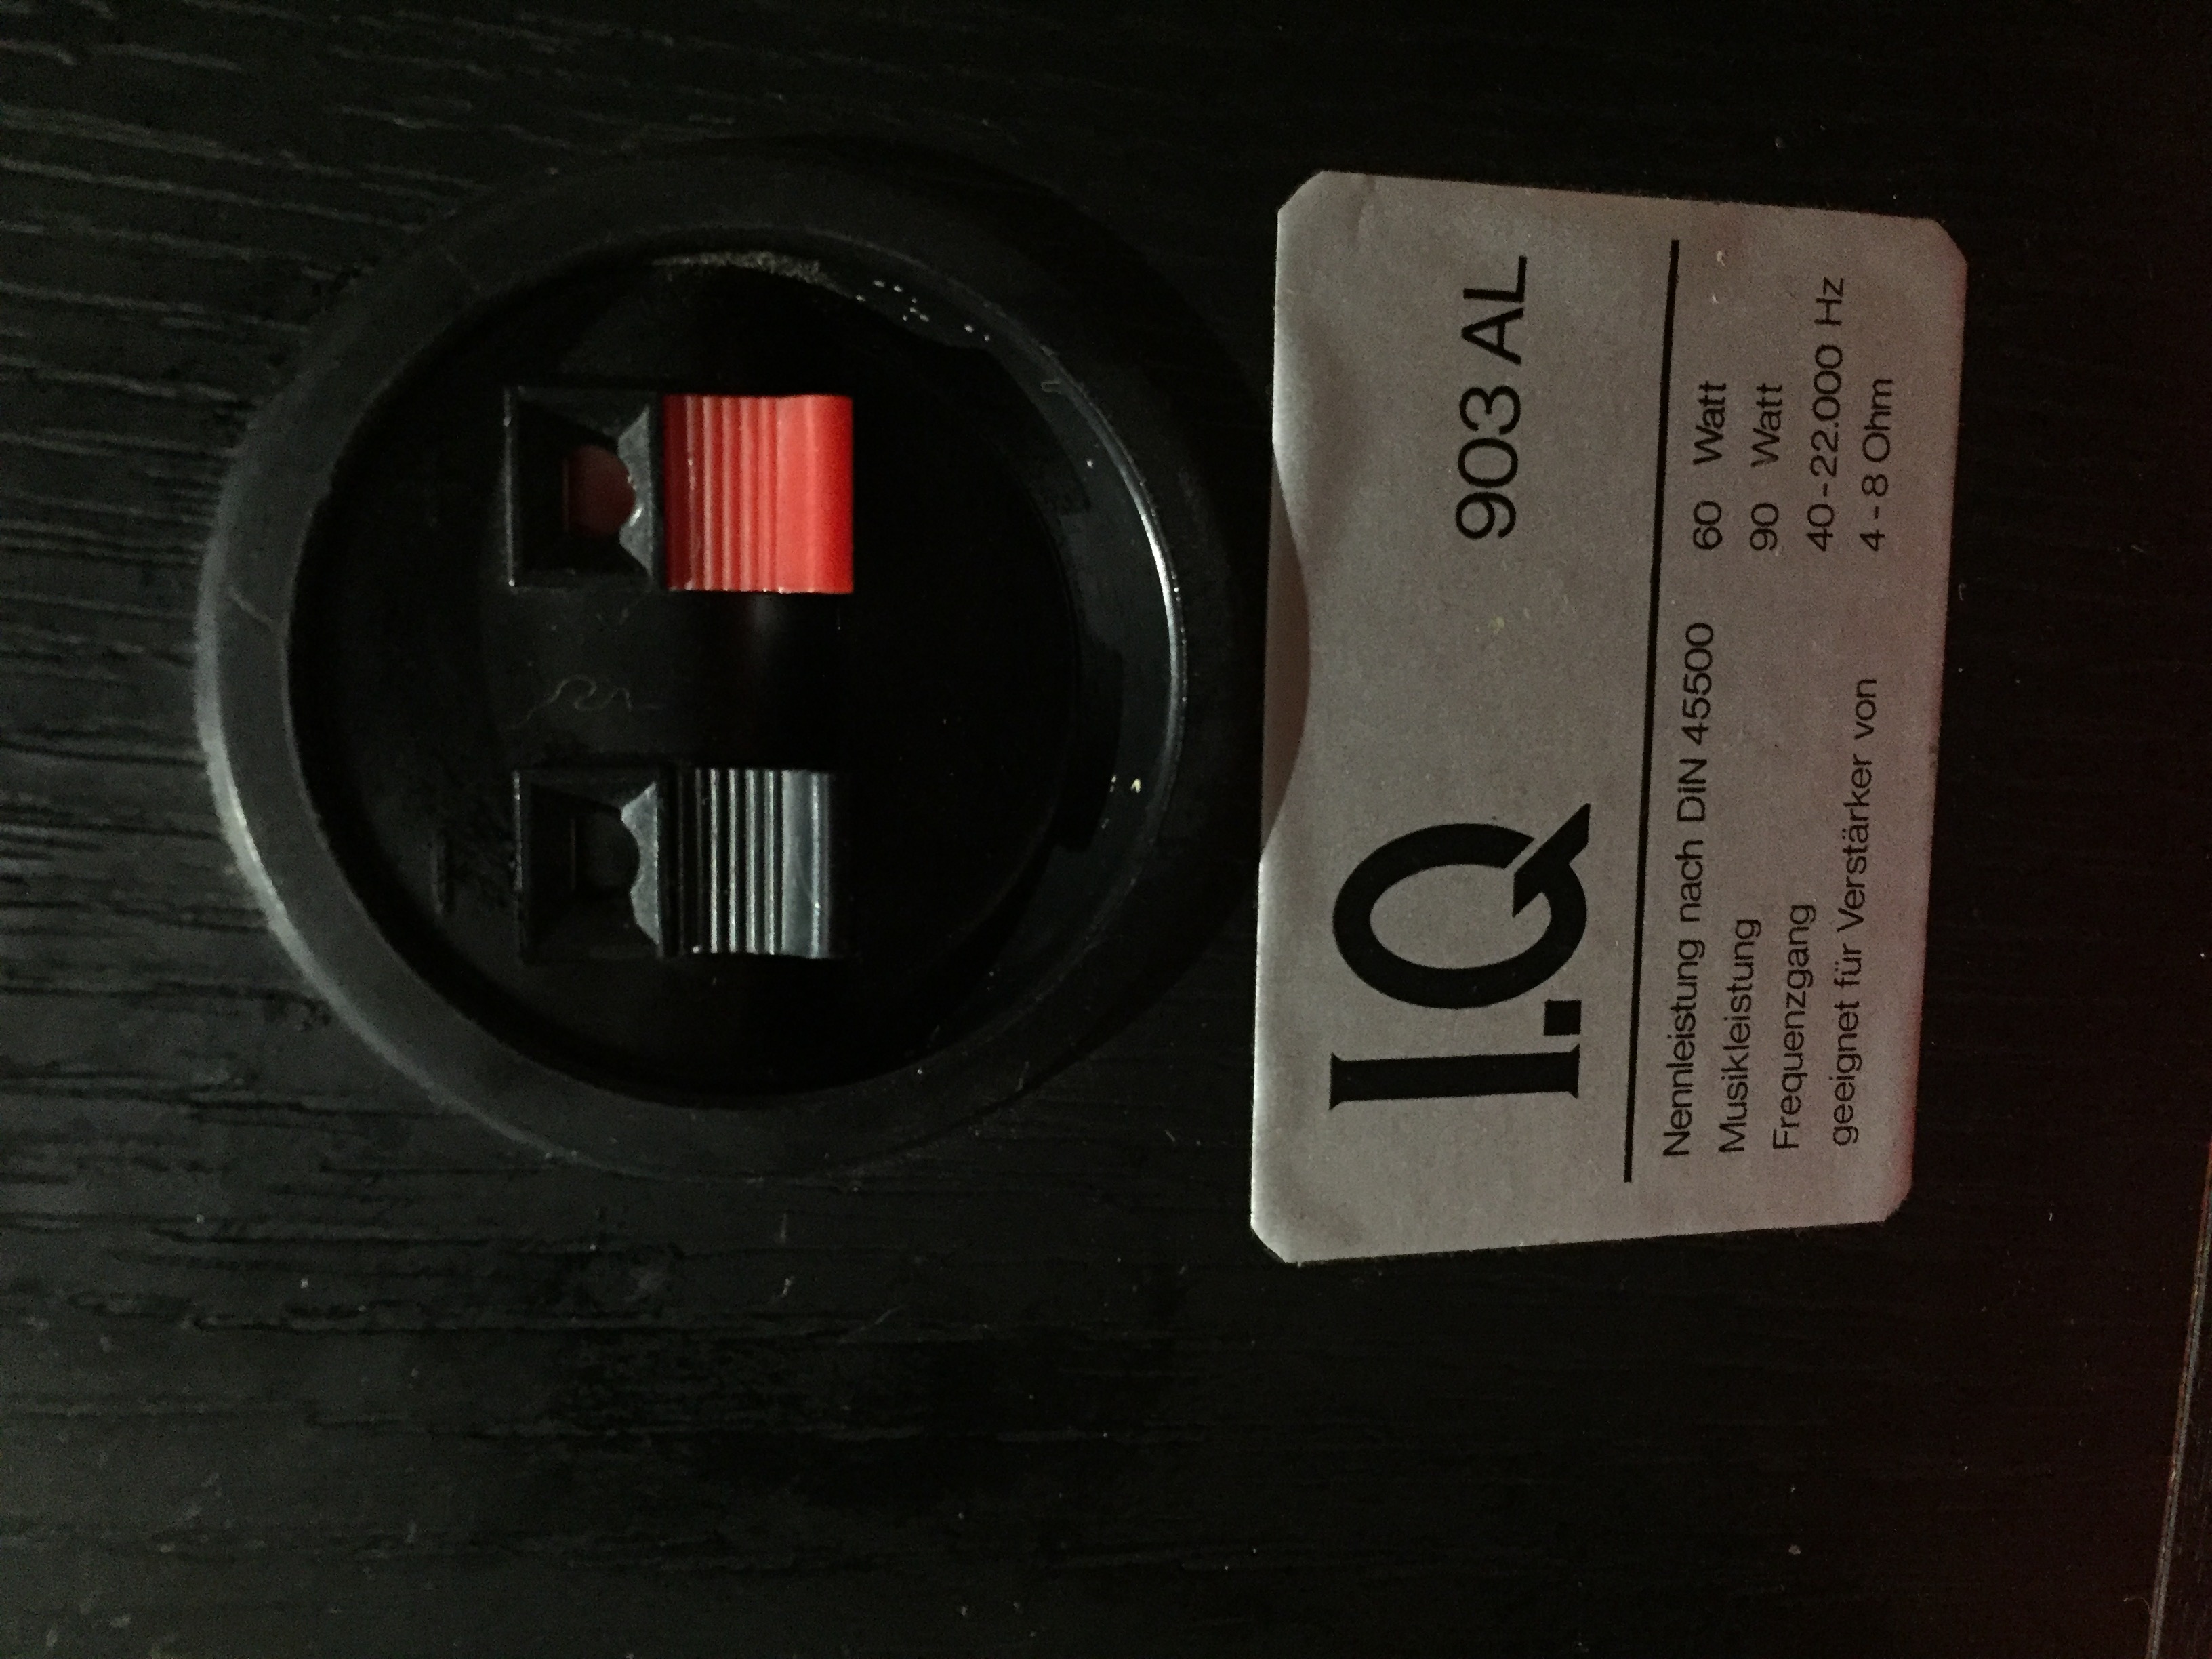 I.Q 903 AL
Nennleistung nach DIN 45500 60 Watt
Musikleistung 90 Watt
Frequenzgang 40-22.000 Hz
geeignet für Verstärker von 4-8 Ohm